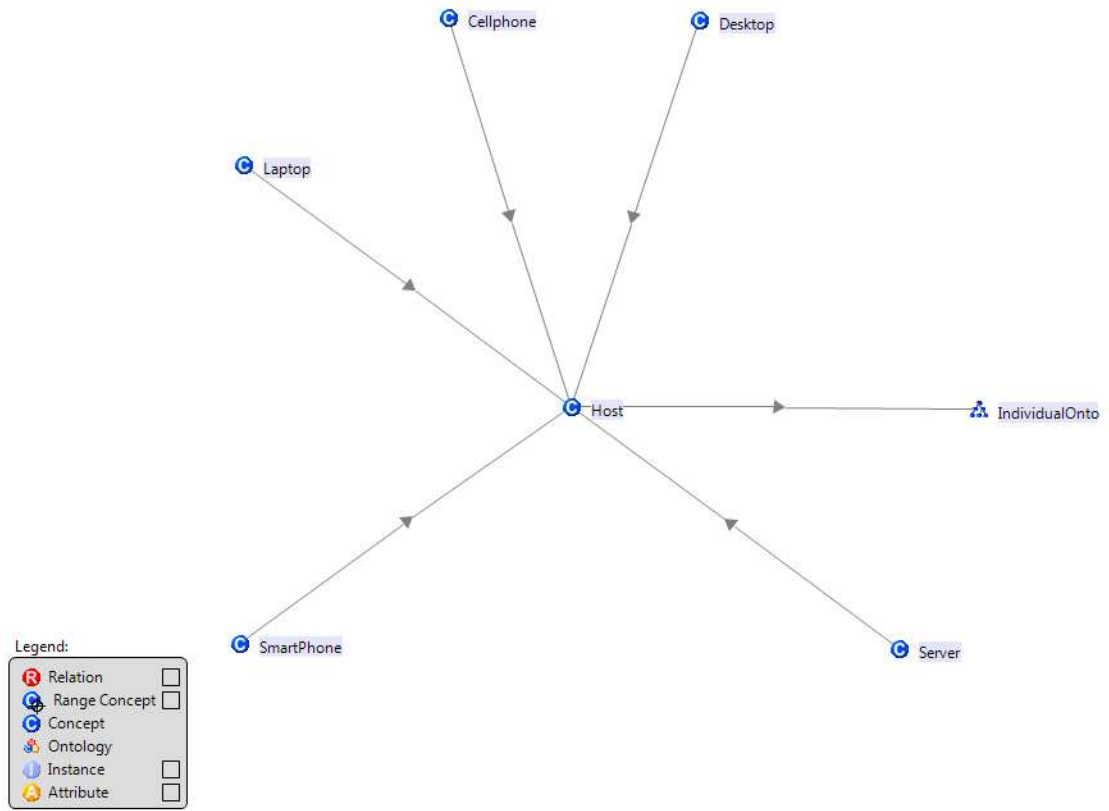 Cellphone
Desktop
Laptop
Host
IndividualOnto
SmartPhone
Server
Legend:
R Relation
C Range Concept
C Concept
Ontology
I Instance
A Attribute